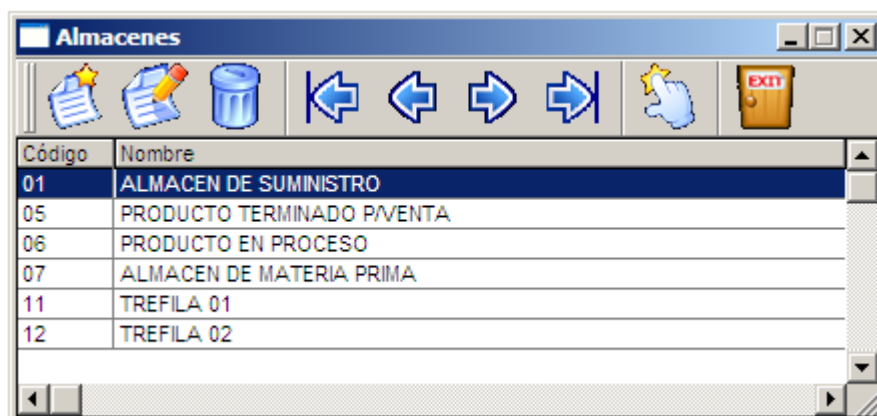 Almacenes
EXIT
Código Nombre
01 ALMACEN DE SUMINISTRO
05 PRODUCTO TERMINADO P/VENTA
06 PRODUCTO EN PROCESO
07 ALMACEN DE MATERIA PRIMA
11 TREFILA 01
12 TREFILA 02